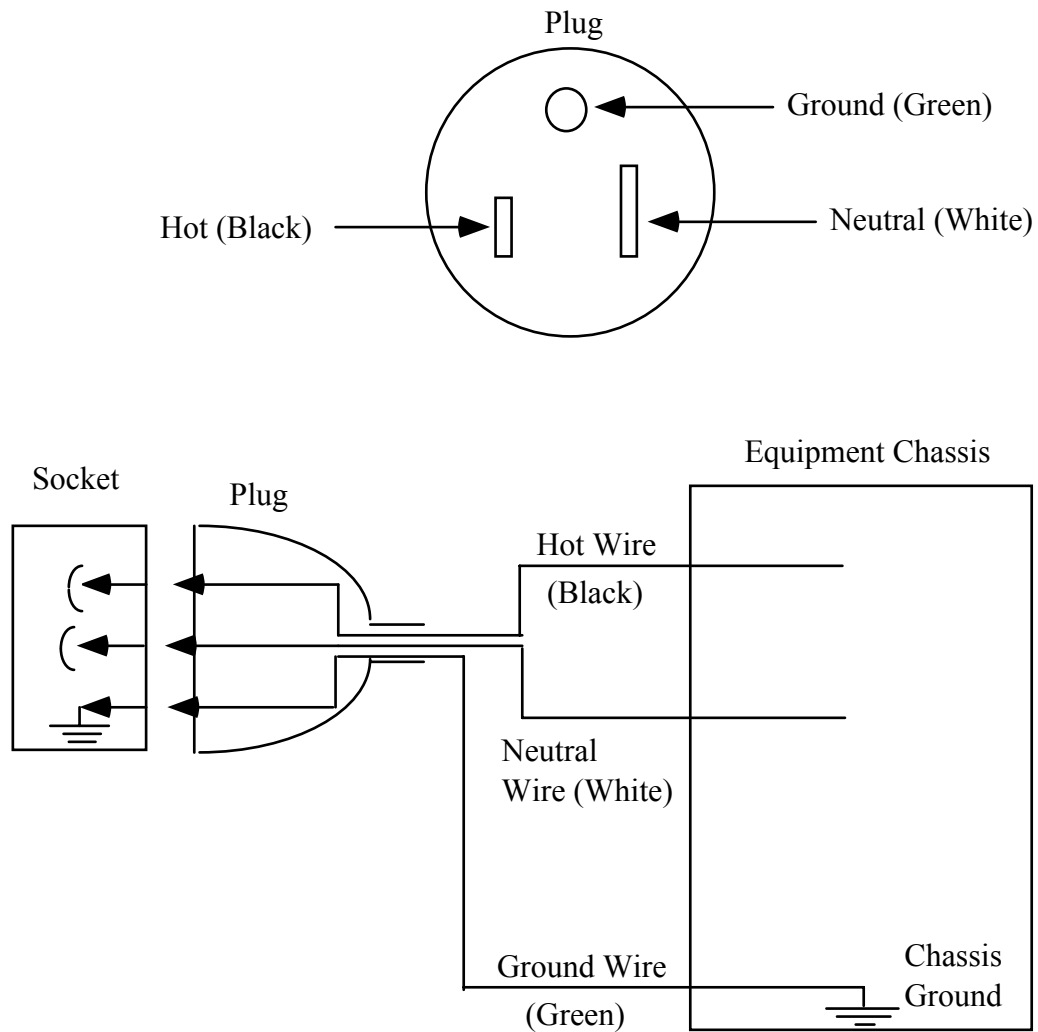 Plug
Ground (Green)
Hot (Black)
Neutral (White)
Equipment Chassis
Socket
Plug
Hot Wire
(Black)
Neutral
Wire (White)
Ground Wire
(Green)
Chassis
Ground